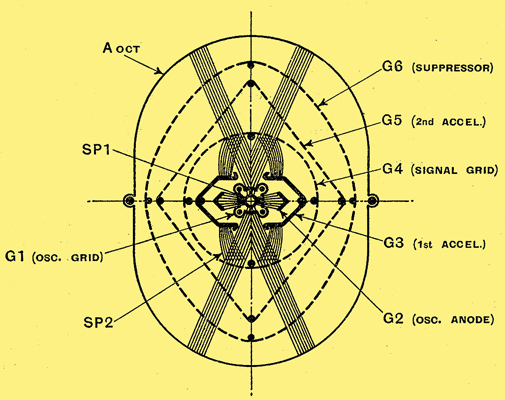 A OCT
G6 (SUPPRESSOR)
G5 (2nd ACCEL.)
SP1
G4 (SIGNAL GRID)
G1 (OSC. GRID)
G3 (1st ACCEL.)
SP2
G2 (OSC. ANODE)